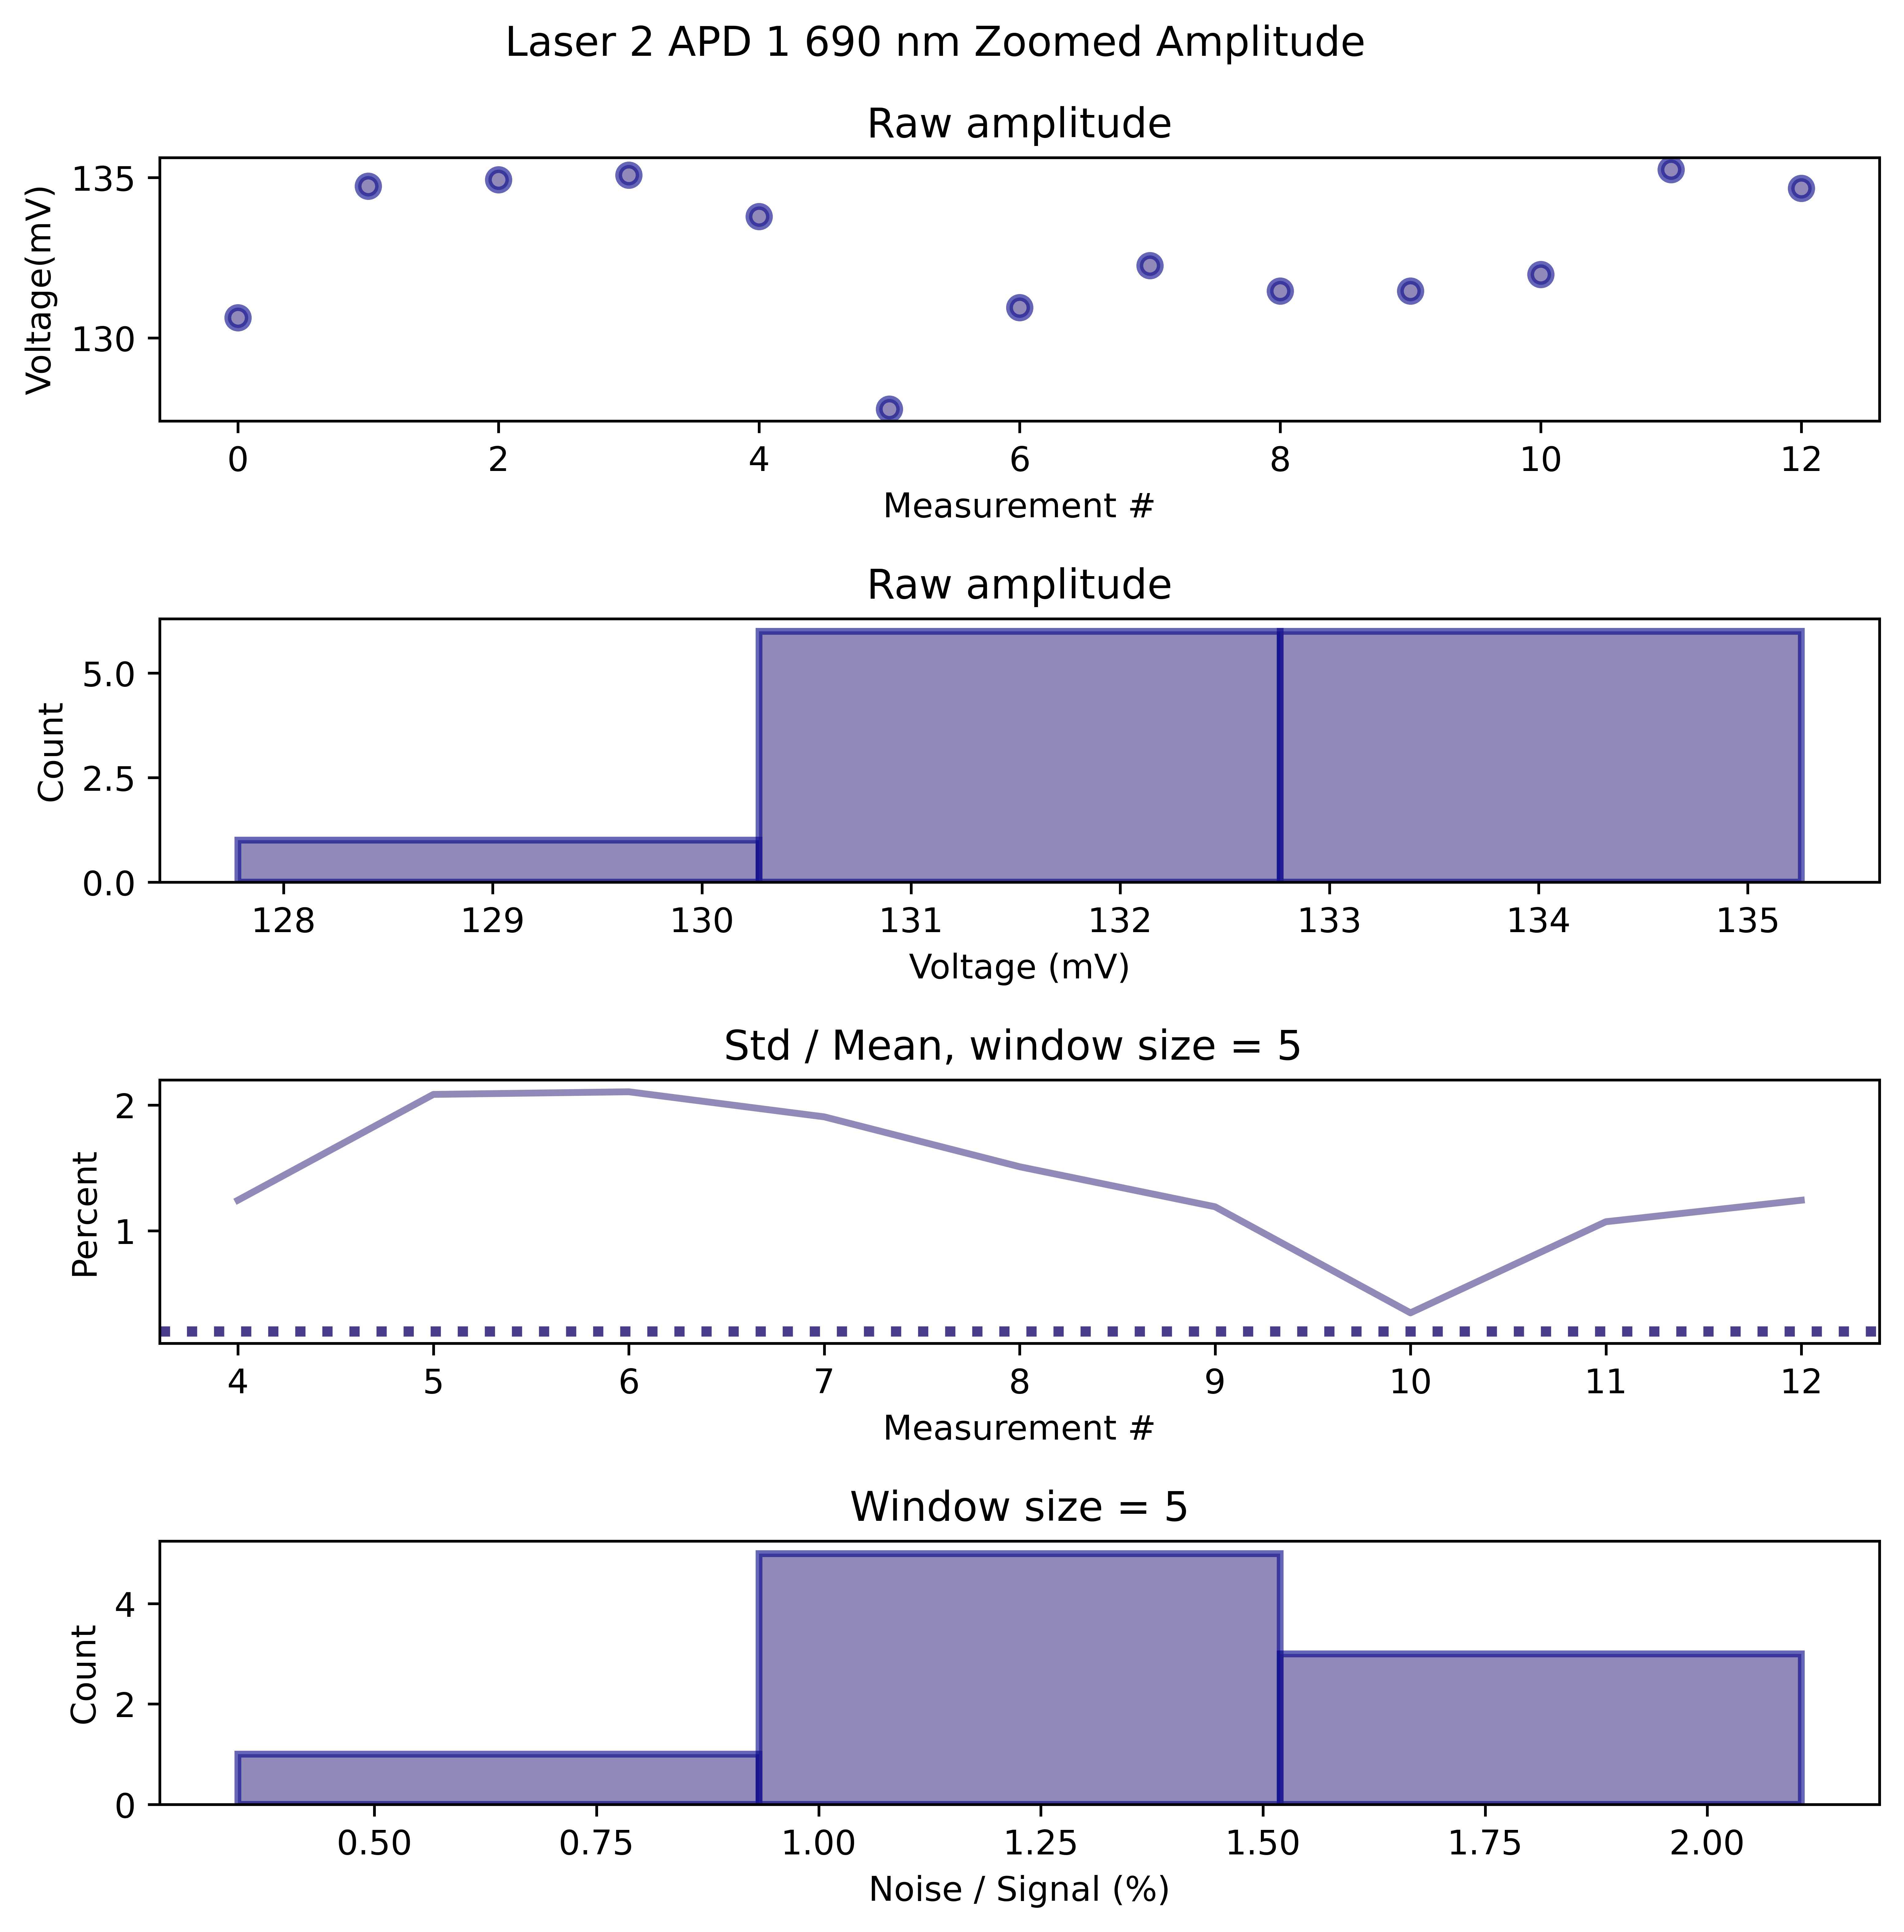 Laser 2 APD 1 690 nm Zoomed Amplitude
Raw amplitude
Voltage(mV)
135
130
0 2 4 6 8 10 12
Measurement #
Raw amplitude
Count
5.0
2.5
0.0
128 129 130 131 132 133 134 135
Voltage (mV)
Std / Mean, window size = 5
Percent
2
1
4 5 6 7 8 9 10 11 12
Measurement #
Window size = 5
Count
4
2
0
0.50 0.75 1.00 1.25 1.50 1.75 2.00
Noise / Signal (%)